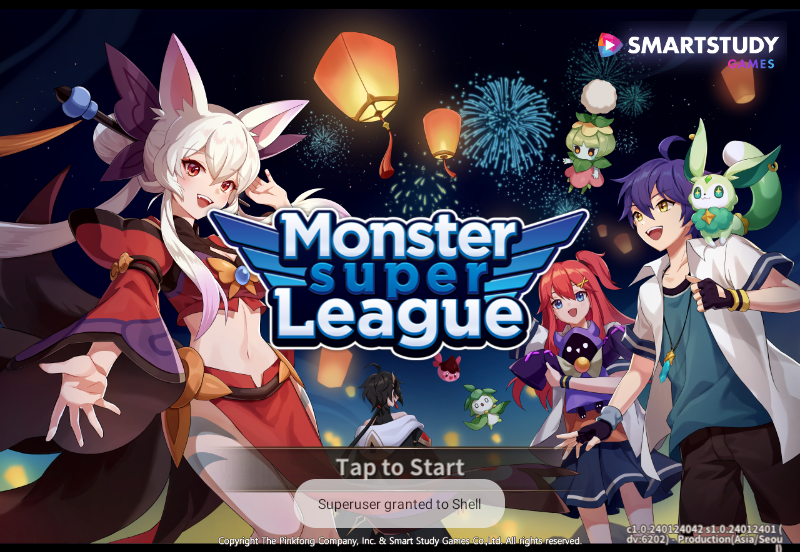 SMARTSTUDY
GAMES
Monster
super
League
Tap to Start
Superuser granted to Shell
c1.0.240124042 s1.0.24012401 (
dv:6202) - Production(Asia/Seou
Copyright The Pinkfong Company, Inc. & Smart Study Games Co.,Ltd. All rights reserved.